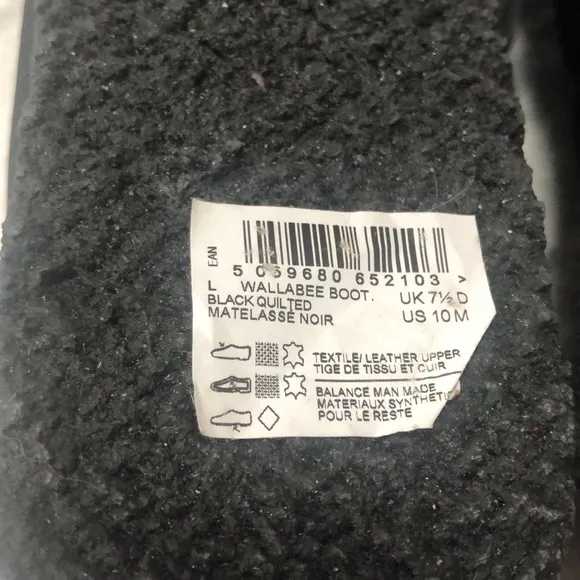 EAN
5 059680 652103 >
L WALLABEE BOOT. UK 7½ D
BLACK QUILTED
MATELASSE NOIR US 10 M
TEXTILE/ LEATHER UPPER
TIGE DE TISSU ET CUIR
BALANCE MAN MADE
MATERIAUX SYNTHETIQ
POUR LE RESTE